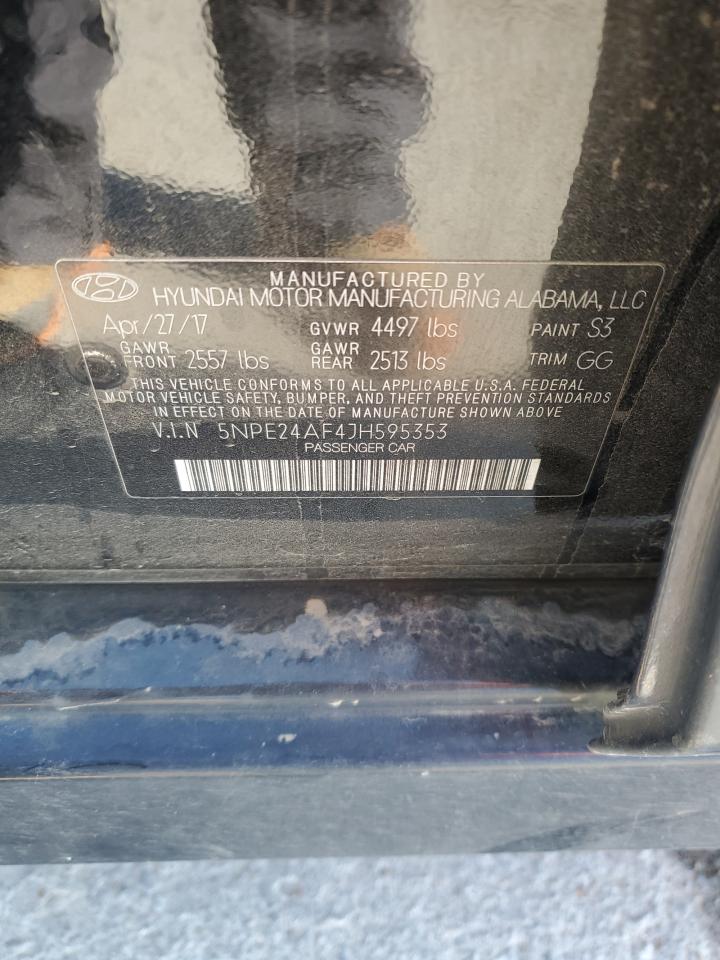 MANUFACTURED BY
HYUNDAI MOTOR MANUFACTURING ALABAMA, LLC
Apr/27/17 GVWR 4497 lbs PAINT S3
GAWR FRONT 2557 lbs GAWR REAR 2513 lbs TRIM GG
THIS VEHICLE CONFORMS TO ALL APPLICABLE U.S.A. FEDERAL
MOTOR VEHICLE SAFETY, BUMPER, AND THEFT PREVENTION STANDARDS
IN EFFECT ON THE DATE OF MANUFACTURE SHOWN ABOVE
V.I.N 5NPE24AF4JH595353
PASSENGER CAR